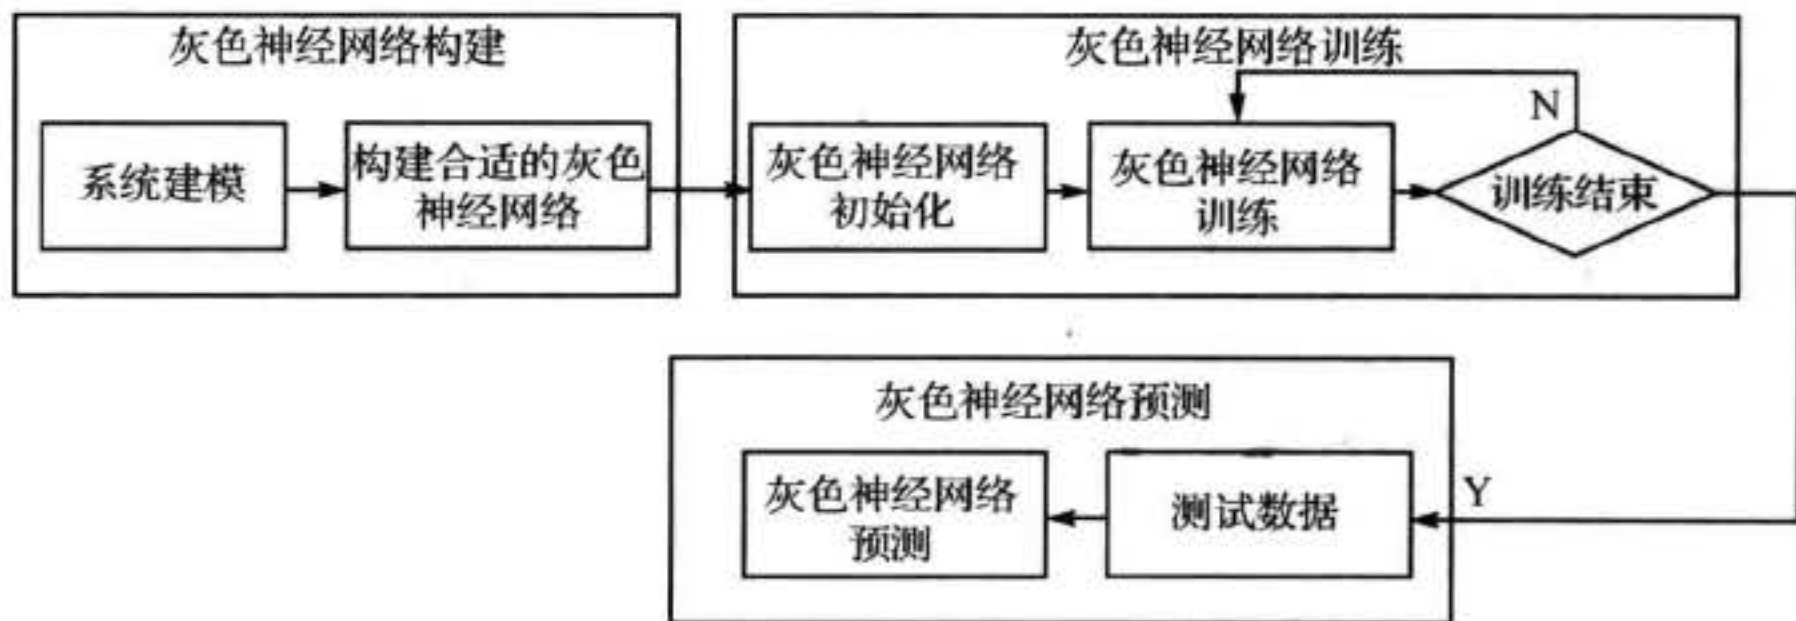 灰色神经网络构建
系统建模
构建合适的灰色
神经网络
灰色神经网络训练
灰色神经网络
初始化
灰色神经网络
训练
N
训练结束
灰色神经网络预测
灰色神经网络
预测
测试数据
Y